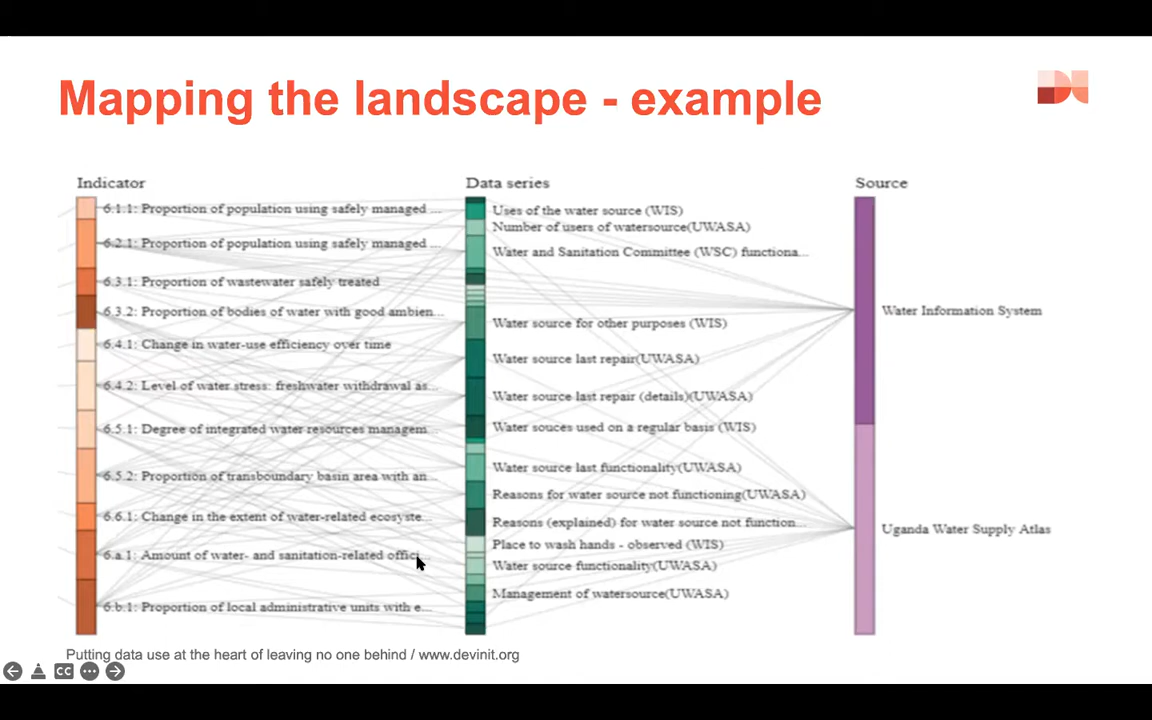 Mapping the landscape - example
Indicator
6.1.1: Proportion of population using safely managed ...
6.2.1: Proportion of population using safely managed ...
6.3.1: Proportion of wastewater safely treated
6.3.2: Proportion of bodies of water with good ambien...
6.4.1: Change in water-use efficiency over time
6.4.2: Level of water stress: freshwater withdrawal as...
6.5.1: Degree of integrated water resources managem...
6.5.2: Proportion of transboundary basin area with an ...
6.6.1: Change in the extent of water-related ecosyste...
6.a.1: Amount of water- and sanitation-related offici...
6.b.1: Proportion of local administrative units with e...
Data series
Uses of the water source (WIS)
Number of users of watersource(UWASA)
Water and Sanitation Committee (WSC) functiona...
Water source for other purposes (WIS)
Water source last repair(UWASA)
Water source last repair (details)(UWASA)
Water souces used on a regular basis (WIS)
Water source last functionality(UWASA)
Reasons for water source not functioning(UWASA)
Reasons (explained) for water source not function...
Place to wash hands - observed (WIS)
Water source functionality(UWASA)
Management of watersource(UWASA)
Source
Water Information System
Uganda Water Supply Atlas
Putting data use at the heart of leaving no one behind / www.devinit.org
CC